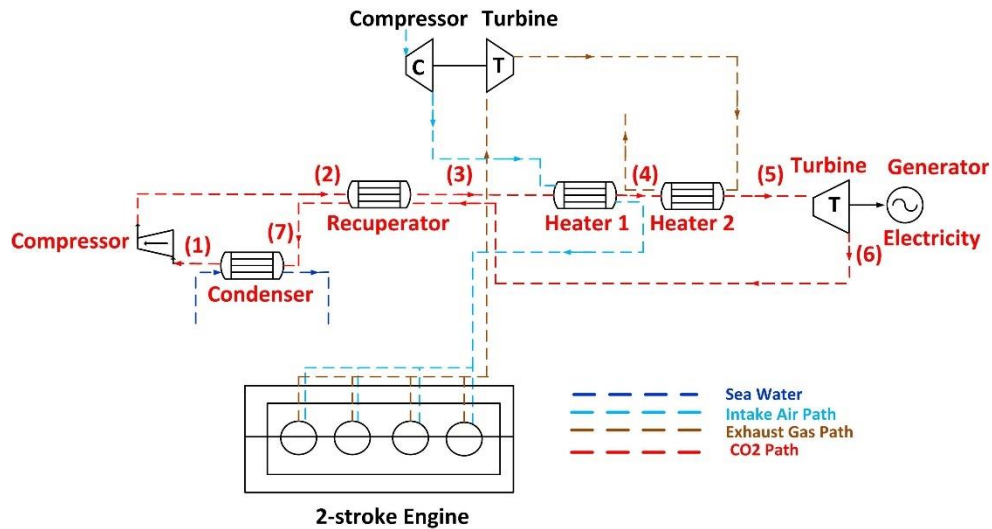 Compressor Turbine
C
T
(2)
(3)
(4)
(5)
Turbine
Generator
Recuperator
Heater 1
Heater 2
T
Compressor
(1)
(7)
Electricity
(6)
Condenser
Sea Water
Intake Air Path
Exhaust Gas Path
CO2 Path
2-stroke Engine